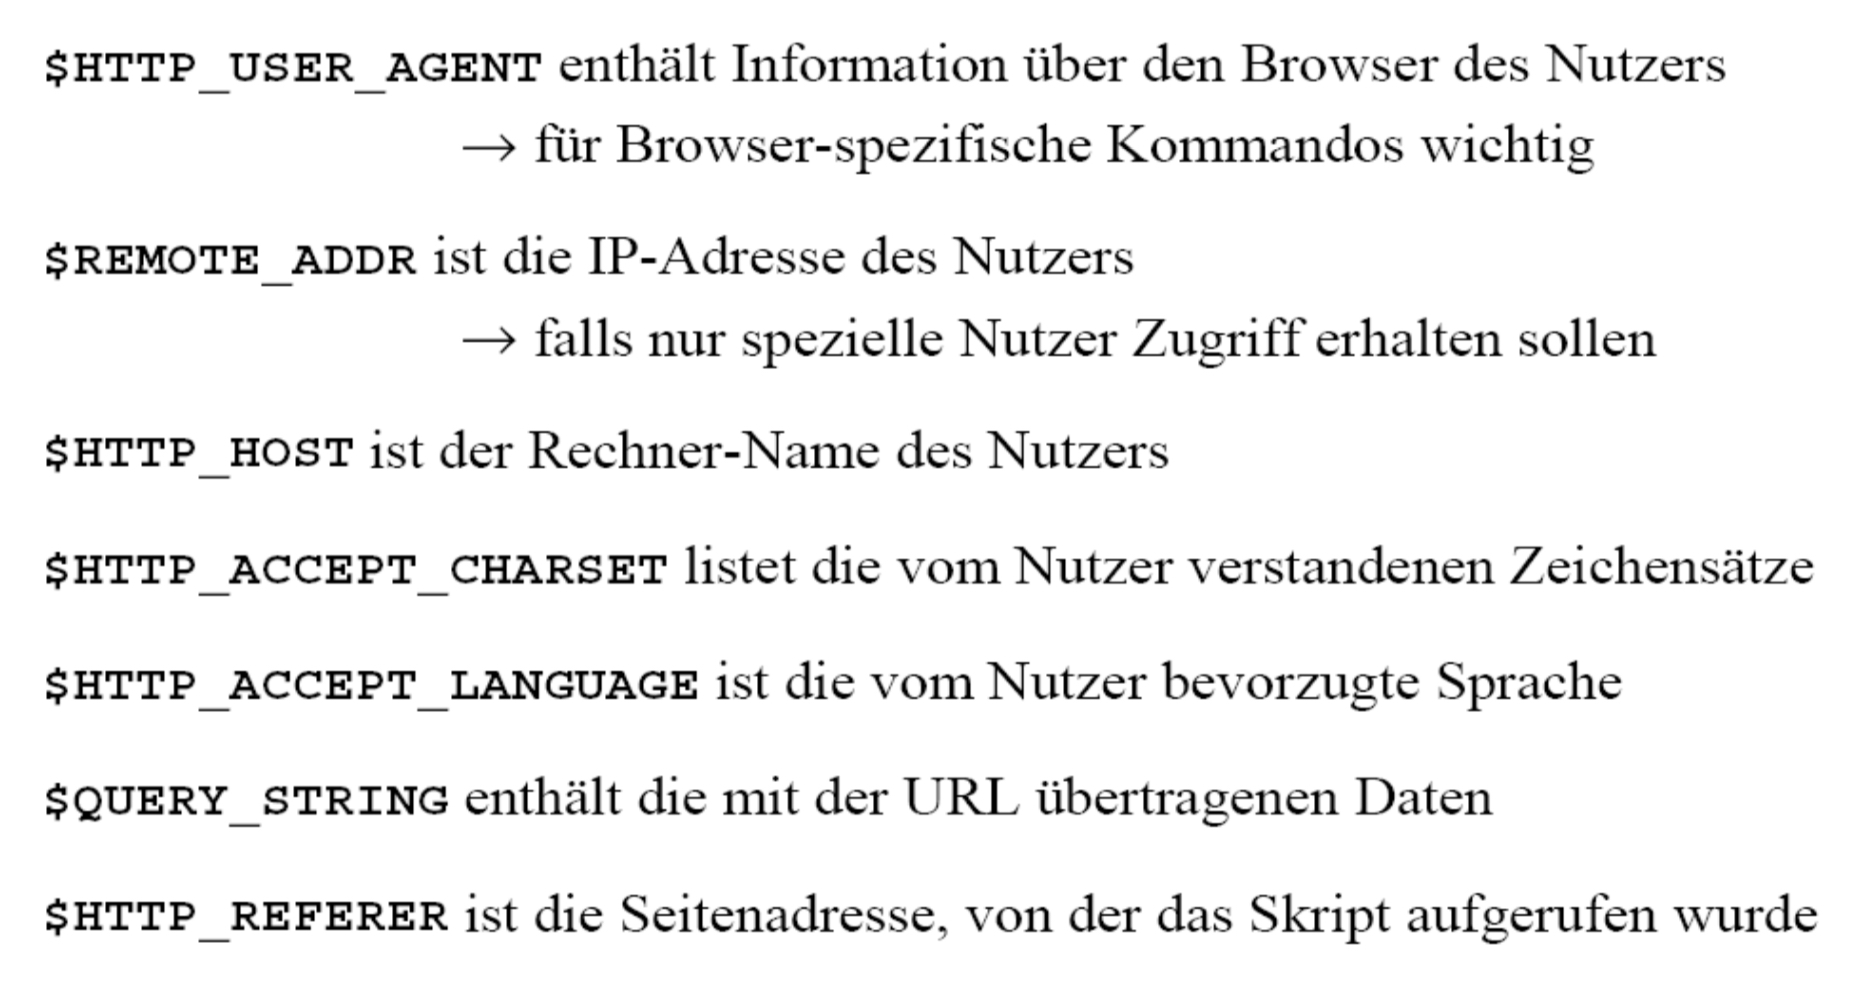 $HTTP_USER_AGENT enthält Information über den Browser des Nutzers
→ für Browser-spezifische Kommandos wichtig
$REMOTE_ADDR ist die IP-Adresse des Nutzers
→ falls nur spezielle Nutzer Zugriff erhalten sollen
$HTTP_HOST ist der Rechner-Name des Nutzers
$HTTP_ACCEPT_CHARSET listet die vom Nutzer verstandenen Zeichensätze
$HTTP_ACCEPT_LANGUAGE ist die vom Nutzer bevorzugte Sprache
$QUERY_STRING enthält die mit der URL übertragenen Daten
$HTTP_REFERER ist die Seitenadresse, von der das Skript aufgerufen wurde